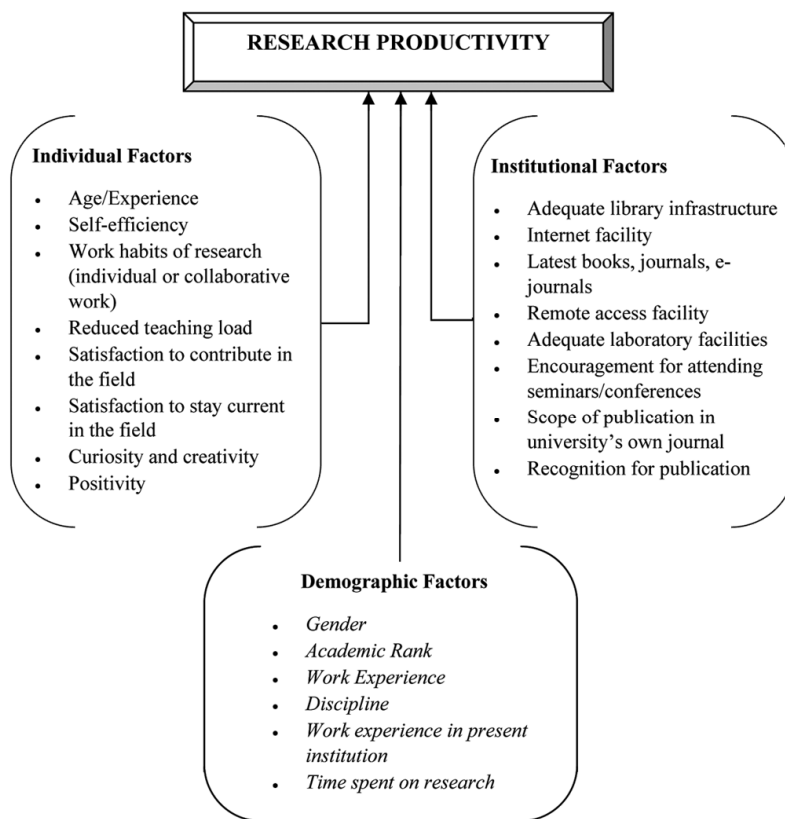 RESEARCH PRODUCTIVITY
Individual Factors
• Age/Experience
• Self-efficiency
• Work habits of research
(individual or collaborative
work)
• Reduced teaching load
• Satisfaction to contribute in
the field
• Satisfaction to stay current
in the field
• Curiosity and creativity
• Positivity
Institutional Factors
• Adequate library infrastructure
• Internet facility
• Latest books, journals, e-
journals
• Remote access facility
• Adequate laboratory facilities
• Encouragement for attending
seminars/conferences
• Scope of publication in
university’s own journal
• Recognition for publication
Demographic Factors
• Gender
• Academic Rank
• Work Experience
• Discipline
• Work experience in present
institution
• Time spent on research